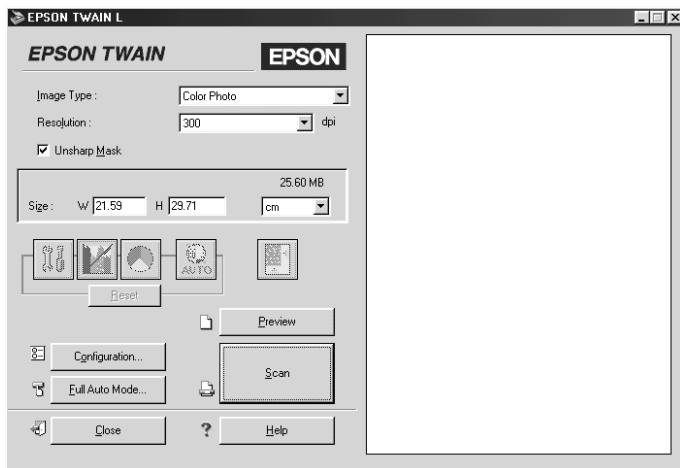 EPSON TWAIN L
EPSON TWAIN EPSON
Image Type : Color Photo
Resolution : 300 dpi
Unsharp Mask
25.60 MB
Size : W 21.59 H 29.71 cm
AUTO
Reset
Preview
Configuration...
Scan
Full Auto Mode...
Close ? Help